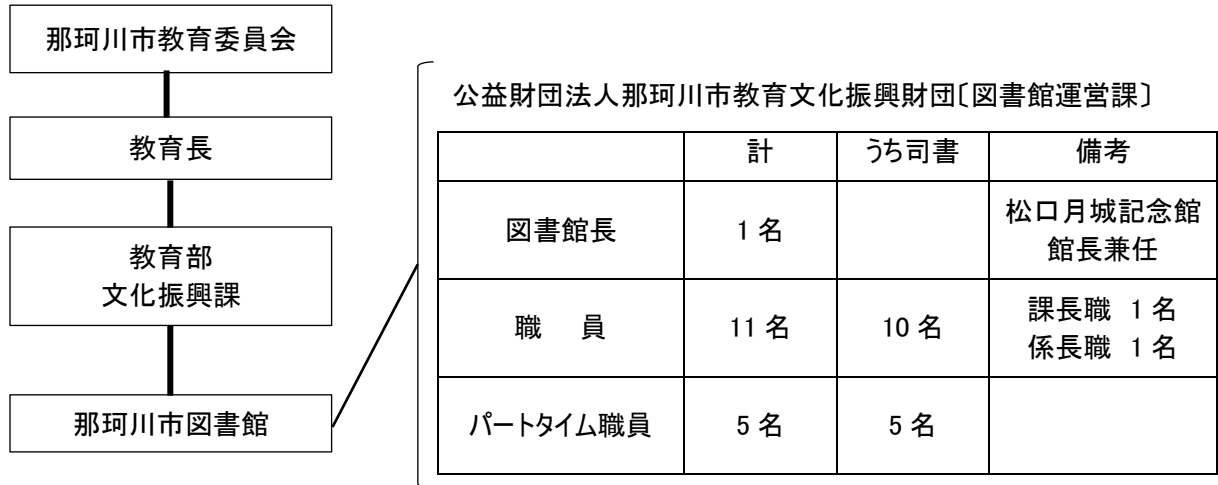 那珂川市教育委員会
教育長
教育部
文化振興課
那珂川市図書館
公益財団法人那珂川市教育文化振興財団〔図書館運営課〕
計 うち司書 備考
図書館長 1名 松口月城記念館
館長兼任
職 員 11名 10名 課長職 1名
係長職 1名
パートタイム職員 5名 5名